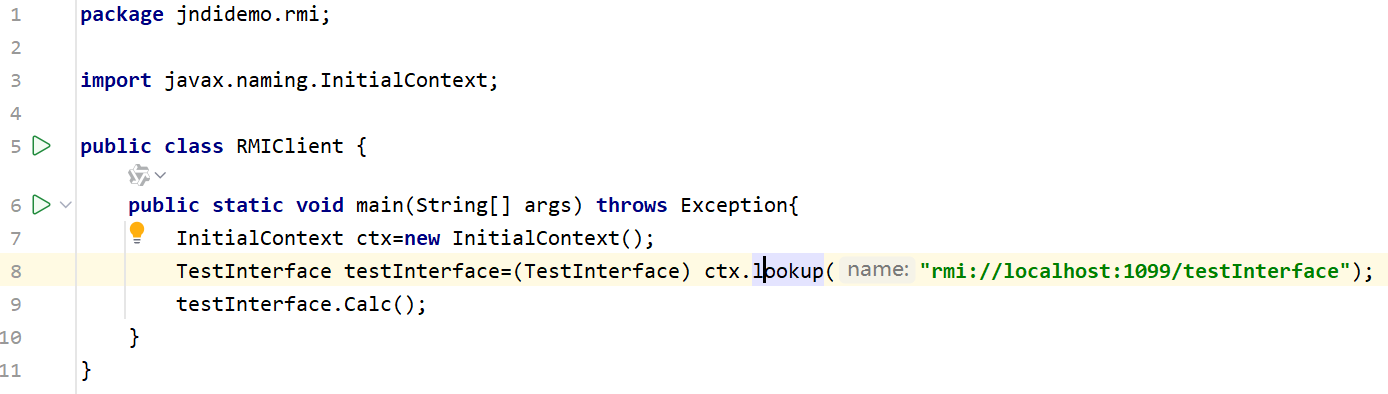 1 package jndidemo.rmi;
2
3 import javax.naming.InitialContext;
4
5 public class RMIClient {
6 public static void main(String[] args) throws Exception{
7 InitialContext ctx=new InitialContext();
8 TestInterface testInterface=(TestInterface) ctx.lookup( name: "rmi://localhost:1099/testInterface");
9 testInterface.Calc();
10 }
11 }